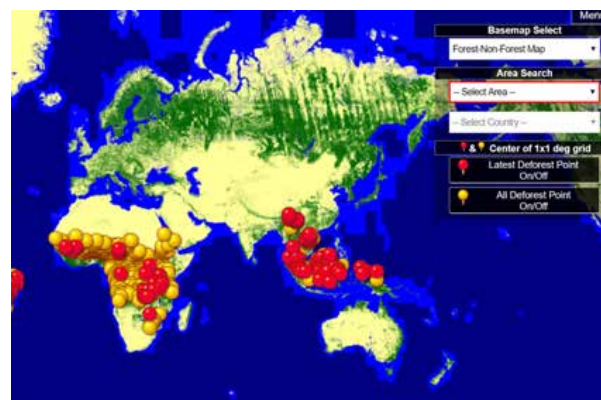 Menu
Basemap Select
Forest-Non-Forest Map
Area Search
-- Select Area --
-- Select Country --
& Center of 1x1 deg grid
Latest Deforest Point
On/Off
All Deforest Point
On/Off